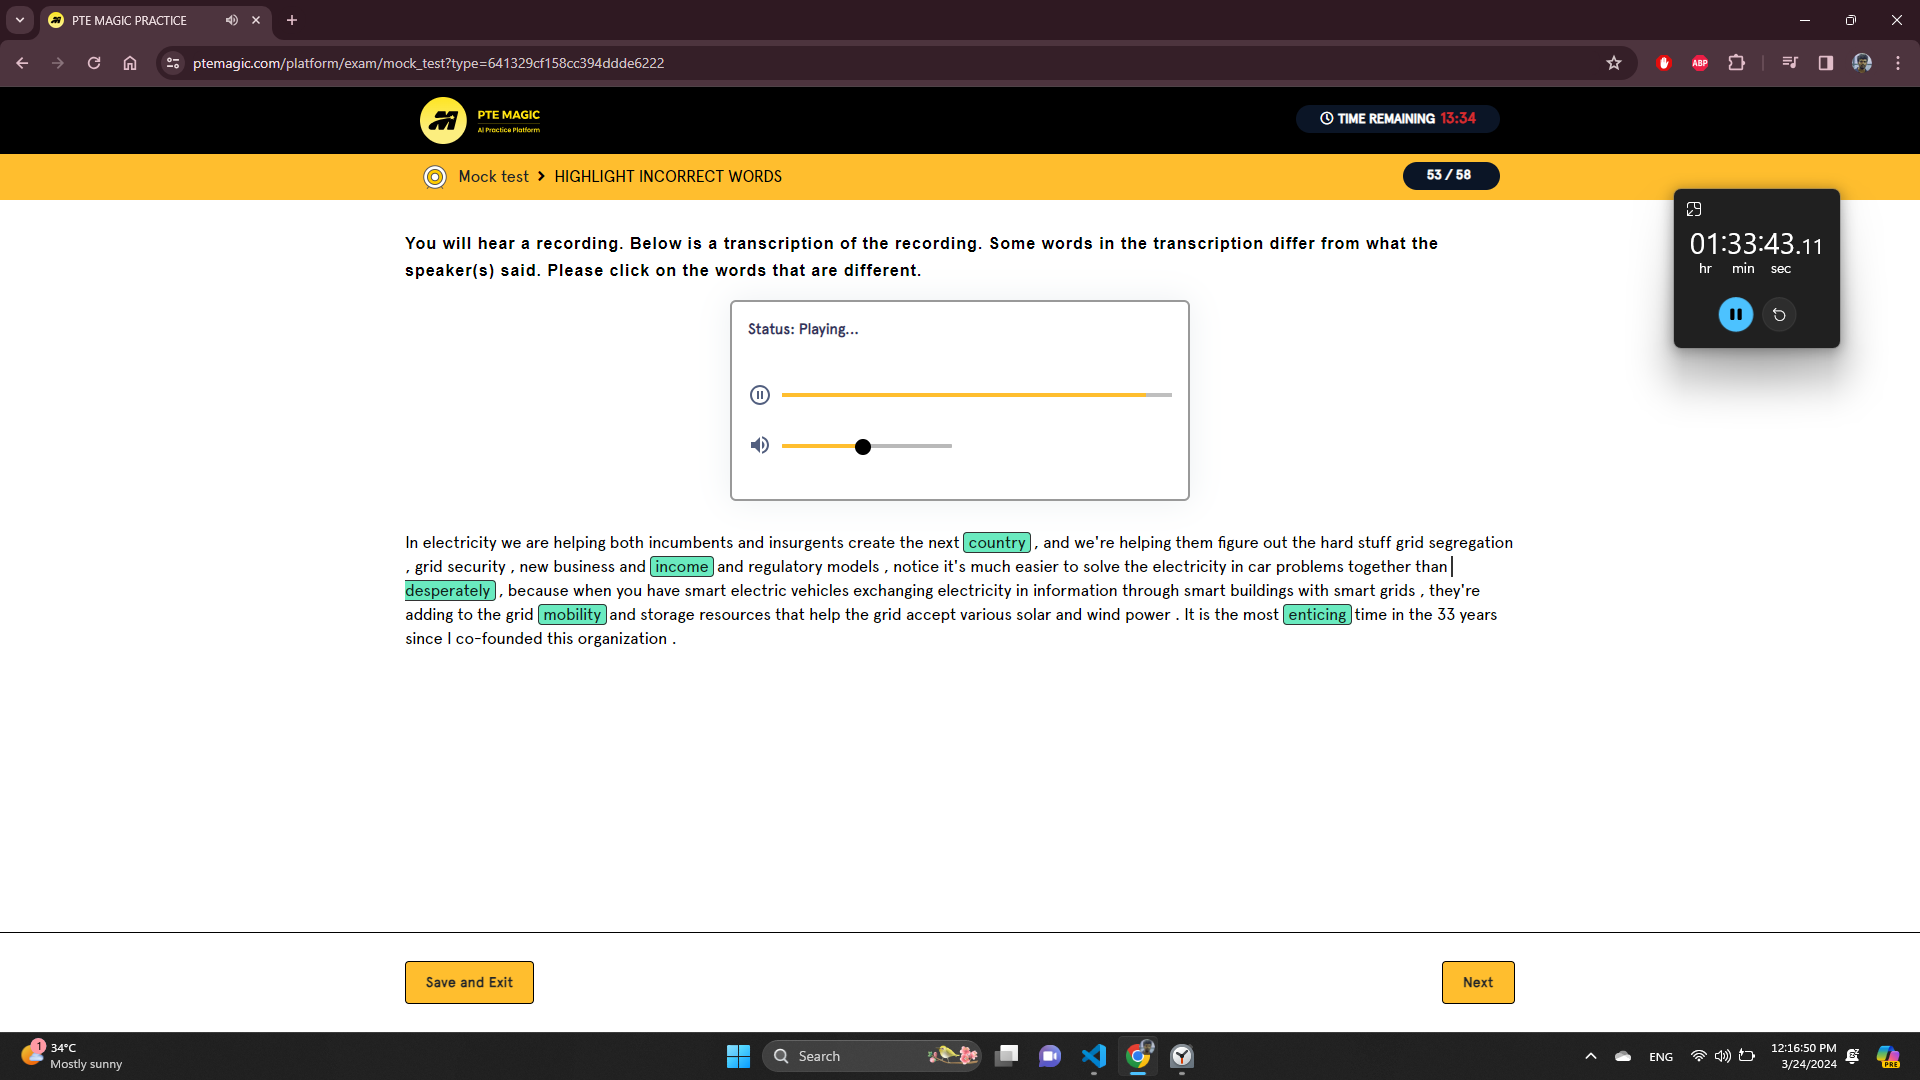 PTE MAGIC PRACTICE
ptemagic.com/platform/exam/mock_test?type=641329cf158cc394ddde6222
ABP
PTE MAGIC
AI Practice Platform
TIME REMAINING 13:34
Mock test > HIGHLIGHT INCORRECT WORDS
53 / 58
01:33:43.11
hr min sec
You will hear a recording. Below is a transcription of the recording. Some words in the transcription differ from what the
speaker(s) said. Please click on the words that are different.
Status: Playing...
In electricity we are helping both incumbents and insurgents create the next country , and we're helping them figure out the hard stuff grid segregation
, grid security , new business and income and regulatory models , notice it's much easier to solve the electricity in car problems together than
desperately , because when you have smart electric vehicles exchanging electricity in information through smart buildings with smart grids , they're
adding to the grid mobility and storage resources that help the grid accept various solar and wind power . It is the most enticing time in the 33 years
since I co-founded this organization .
Save and Exit
Next
1
34°C
Mostly sunny
Search
ENG
12:16:50 PM
3/24/2024
PRE